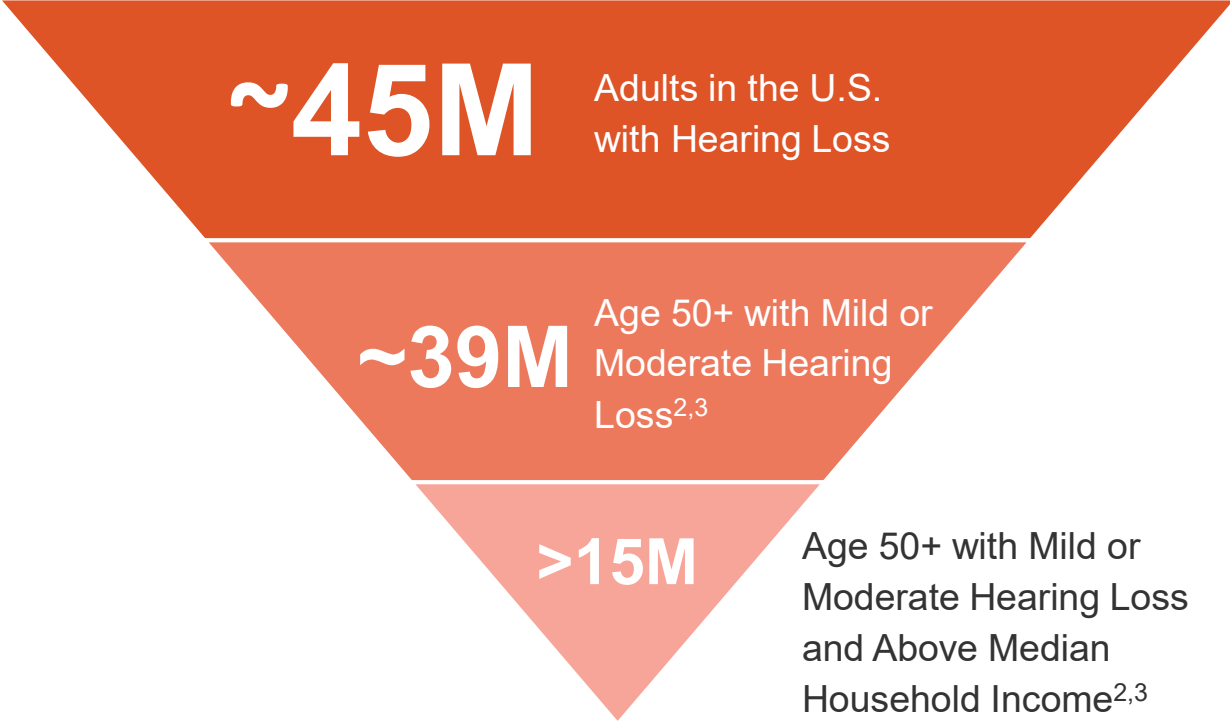 ~45M
Adults in the U.S.
with Hearing Loss
~39M
Age 50+ with Mild or
Moderate Hearing
Loss2,3
>15M
Age 50+ with Mild or
Moderate Hearing Loss
and Above Median
Household Income2,3